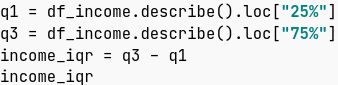 q1 = df_income.describe().loc["25%"]
q3 = df_income.describe().loc["75%"]
income_iqr = q3 - q1
income_iqr